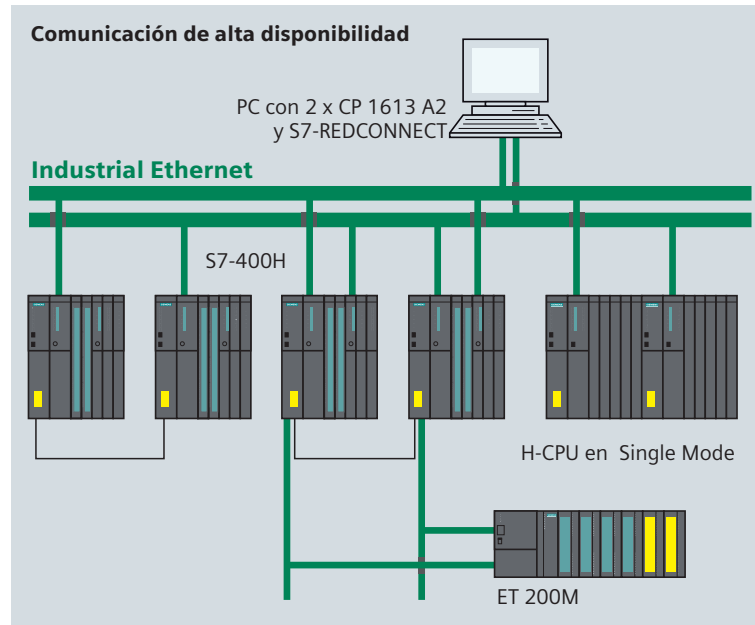 Comunicación de alta disponibilidad
PC con 2 x CP 1613 A2
y S7-REDCONNECT
Industrial Ethernet
S7-400H
H-CPU en Single Mode
ET 200M